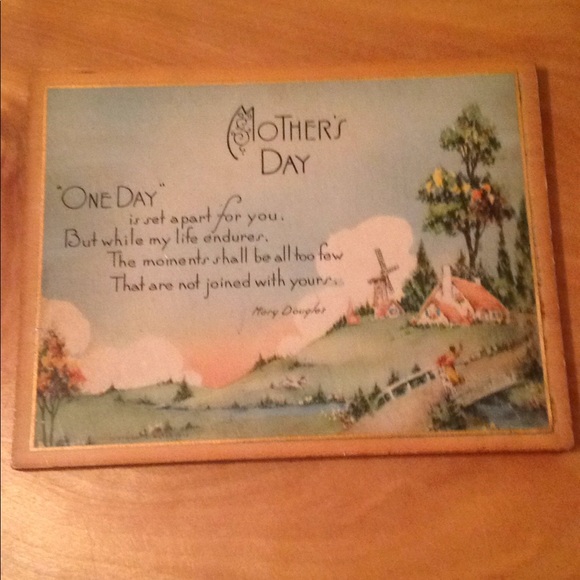 MOTHER'S
DAY
"ONE DAY"
is set apart for you.
But while my life endures.
The moments shall be all too few
That are not joined with yours.
Mary Douglas